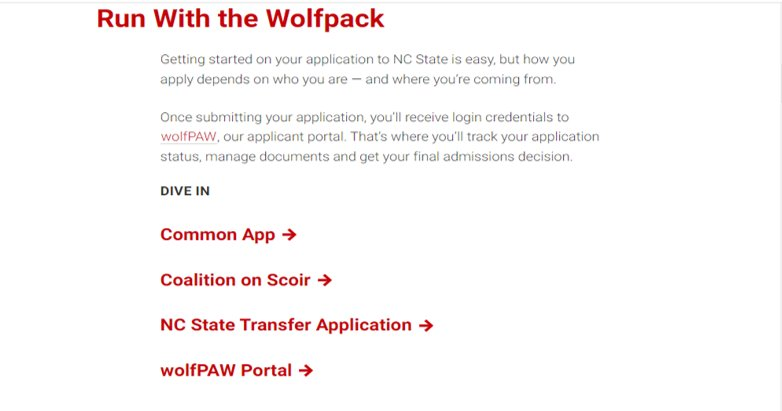 Run With the Wolfpack
Getting started on your application to NC State is easy, but how you
apply depends on who you are — and where you're coming from.
Once submitting your application, you'll receive login credentials to
wolfPAW, our applicant portal. That's where you'll track your application
status, manage documents and get your final admissions decision.
DIVE IN
Common App →
Coalition on Scoir →
NC State Transfer Application →
wolfPAW Portal →